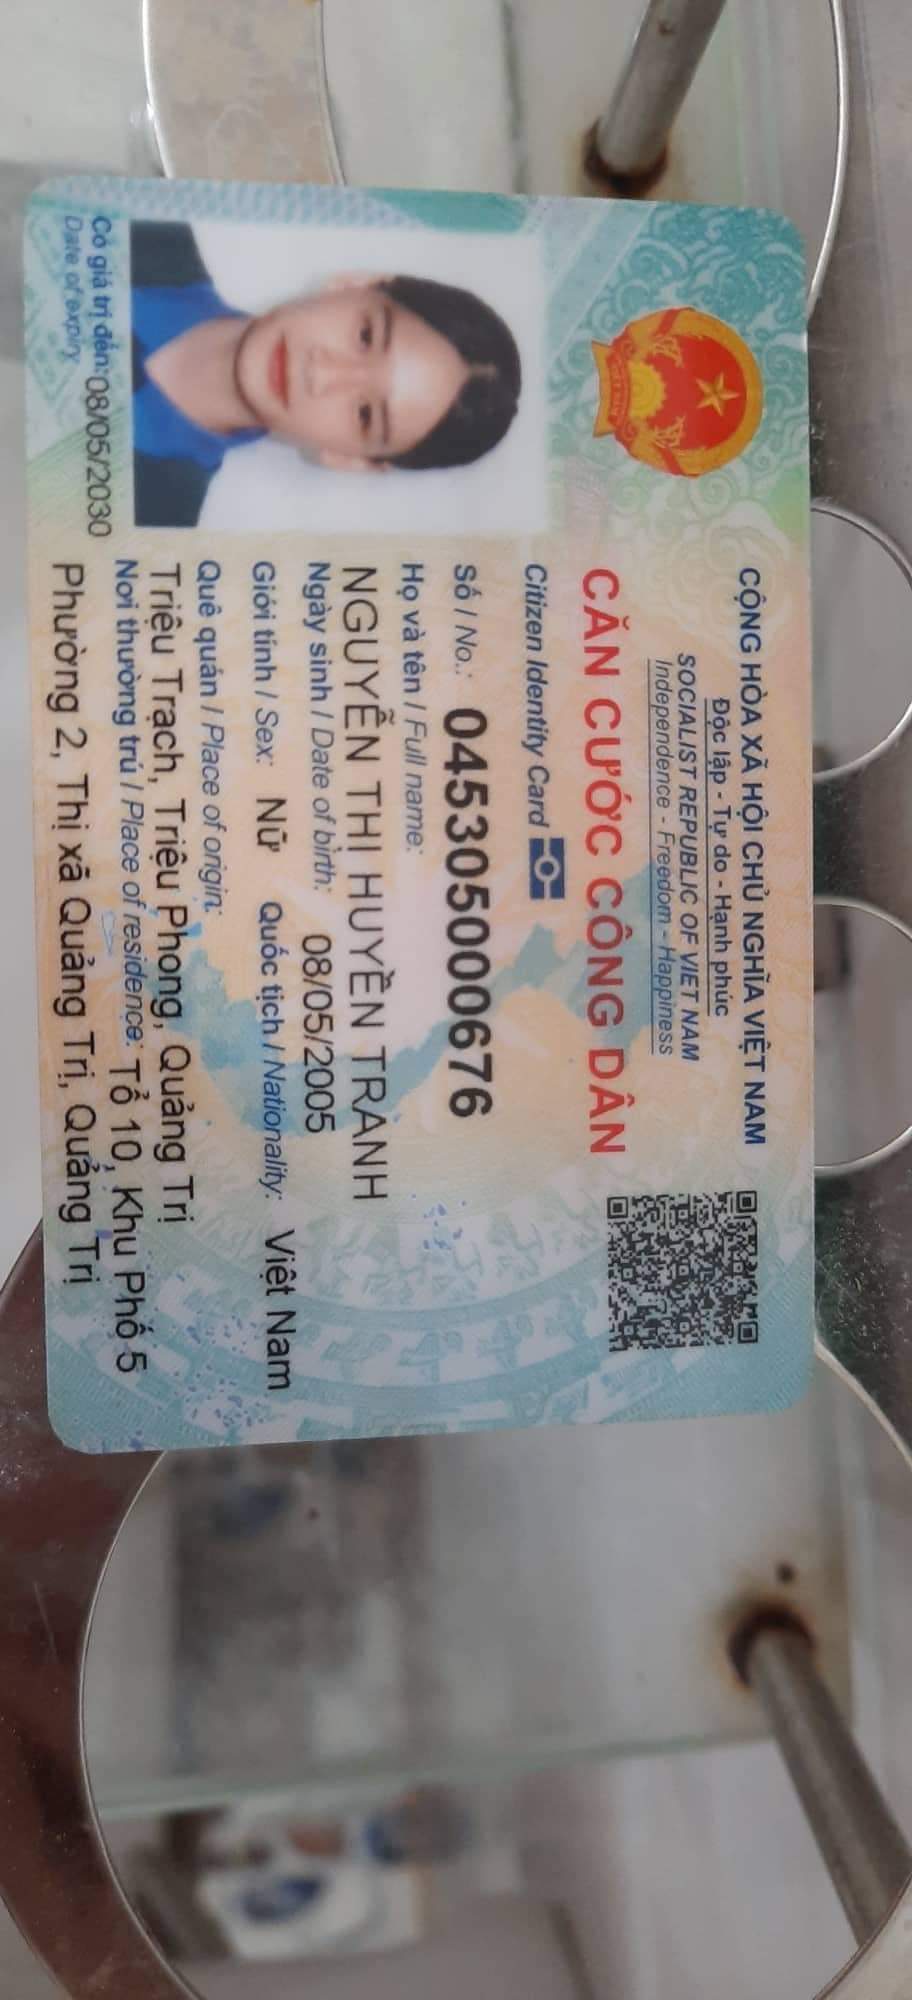 CỘNG HÒA XÃ HỘI CHỦ NGHĨA VIỆT NAM
Độc lập - Tự do - Hạnh phúc
SOCIALIST REPUBLIC OF VIET NAM
Independence - Freedom - Happiness
CĂN CƯỚC CÔNG DÂN
Citizen Identity Card
Số / No.: 045305000676
Họ và tên / Full name:
NGUYỄN THỊ HUYỀN TRANH
Ngày sinh / Date of birth: 08/05/2005
Giới tính / Sex: Nữ Quốc tịch / Nationality: Việt Nam
Quê quán / Place of origin:
Triệu Trạch, Triệu Phong, Quảng Trị
Nơi thường trú / Place of residence: Tổ 10, Khu Phố 5
Phường 2, Thị xã Quảng Trị, Quảng Trị
Có giá trị đến: 08/05/2030
Date of expiry